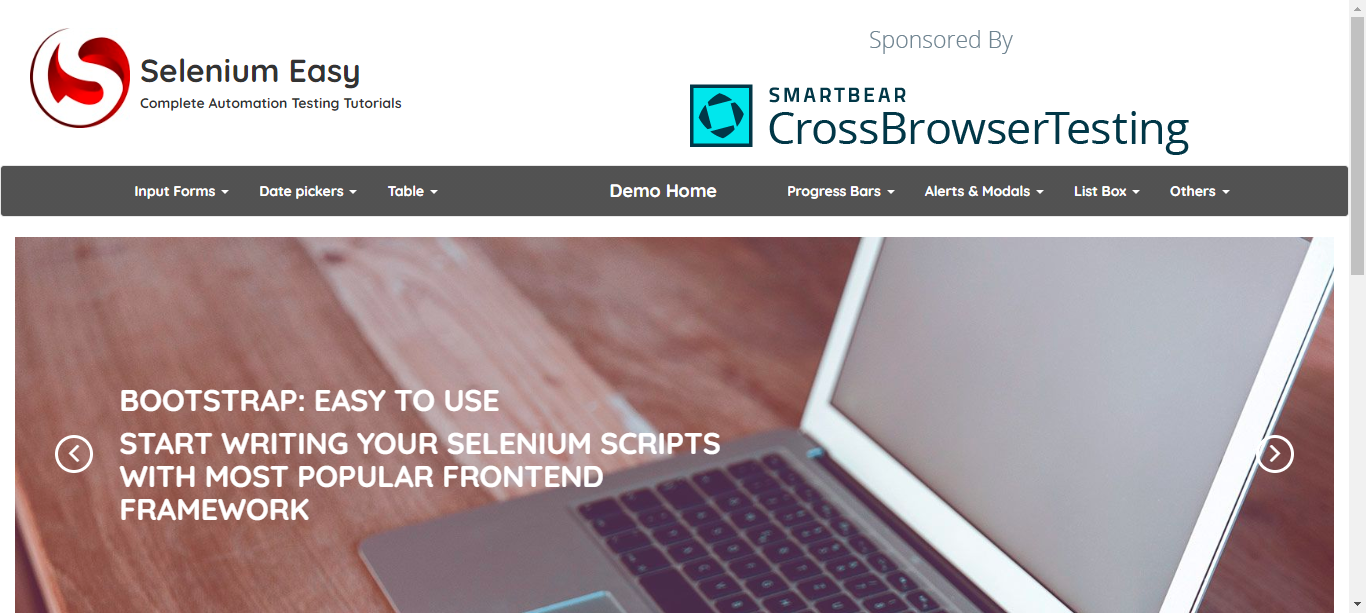 Selenium Easy
Complete Automation Testing Tutorials
Sponsored By
SMARTBEAR
CrossBrowserTesting
Input Forms Date pickers Table Demo Home Progress Bars Alerts & Modals List Box Others
BOOTSTRAP: EASY TO USE
START WRITING YOUR SELENIUM SCRIPTS
WITH MOST POPULAR FRONTEND
FRAMEWORK